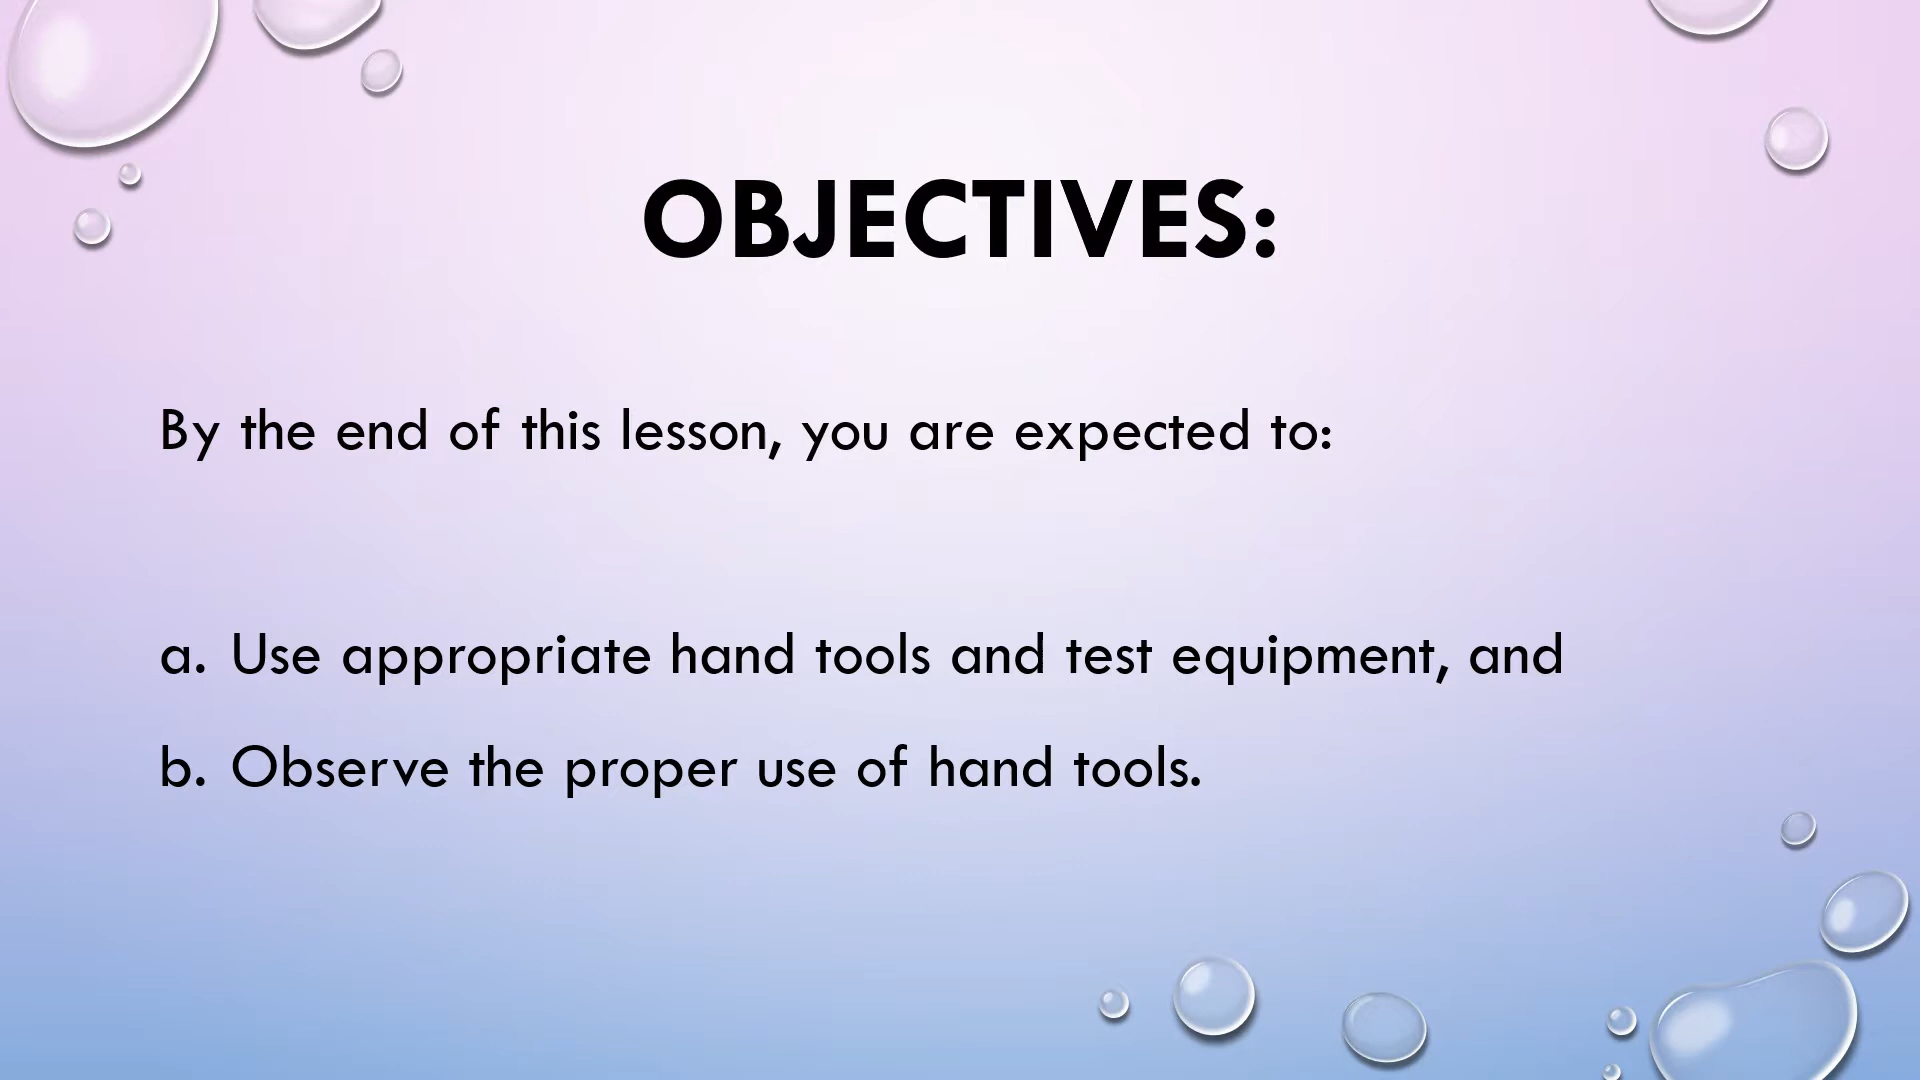 OBJECTIVES:
By the end of this lesson, you are expected to:
a. Use appropriate hand tools and test equipment, and
b. Observe the proper use of hand tools.